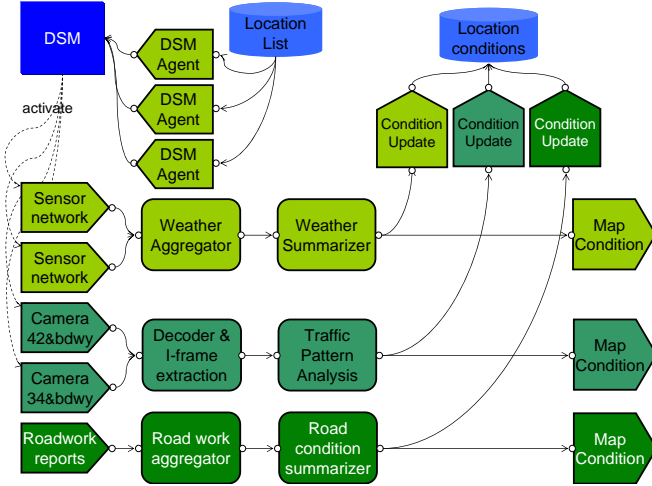 DSM
DSM
Agent
DSM
Agent
DSM
Agent
Location
List
Location
conditions
activate
Condition
Update
Condition
Update
Condition
Update
Sensor
network
Sensor
network
Weather
Aggregator
Weather
Summarizer
Map
Condition
Camera
42&bdwy
Camera
34&bdwy
Decoder &
I-frame
extraction
Traffic
Pattern
Analysis
Map
Condition
Roadwork
reports
Road work
aggregator
Road
condition
summarizer
Map
Condition